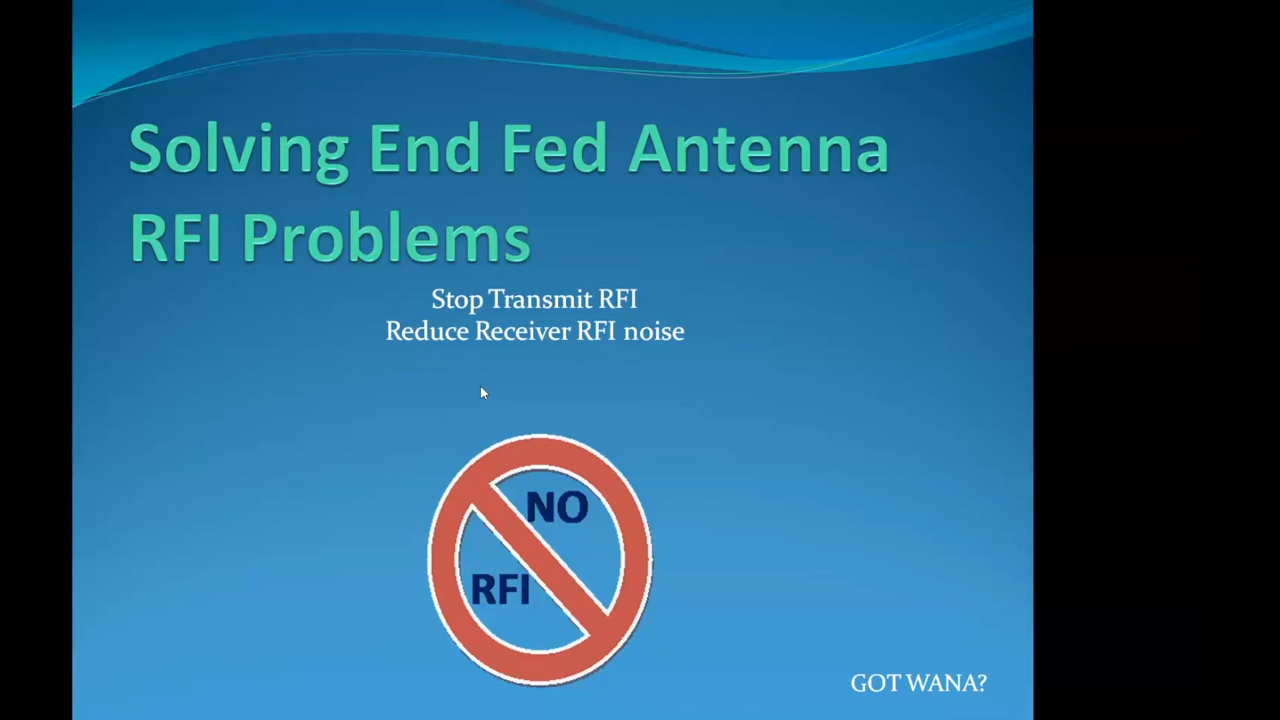 Solving End Fed Antenna
RFI Problems
Stop Transmit RFI
Reduce Receiver RFI noise
NO
RFI
GOT WANA?